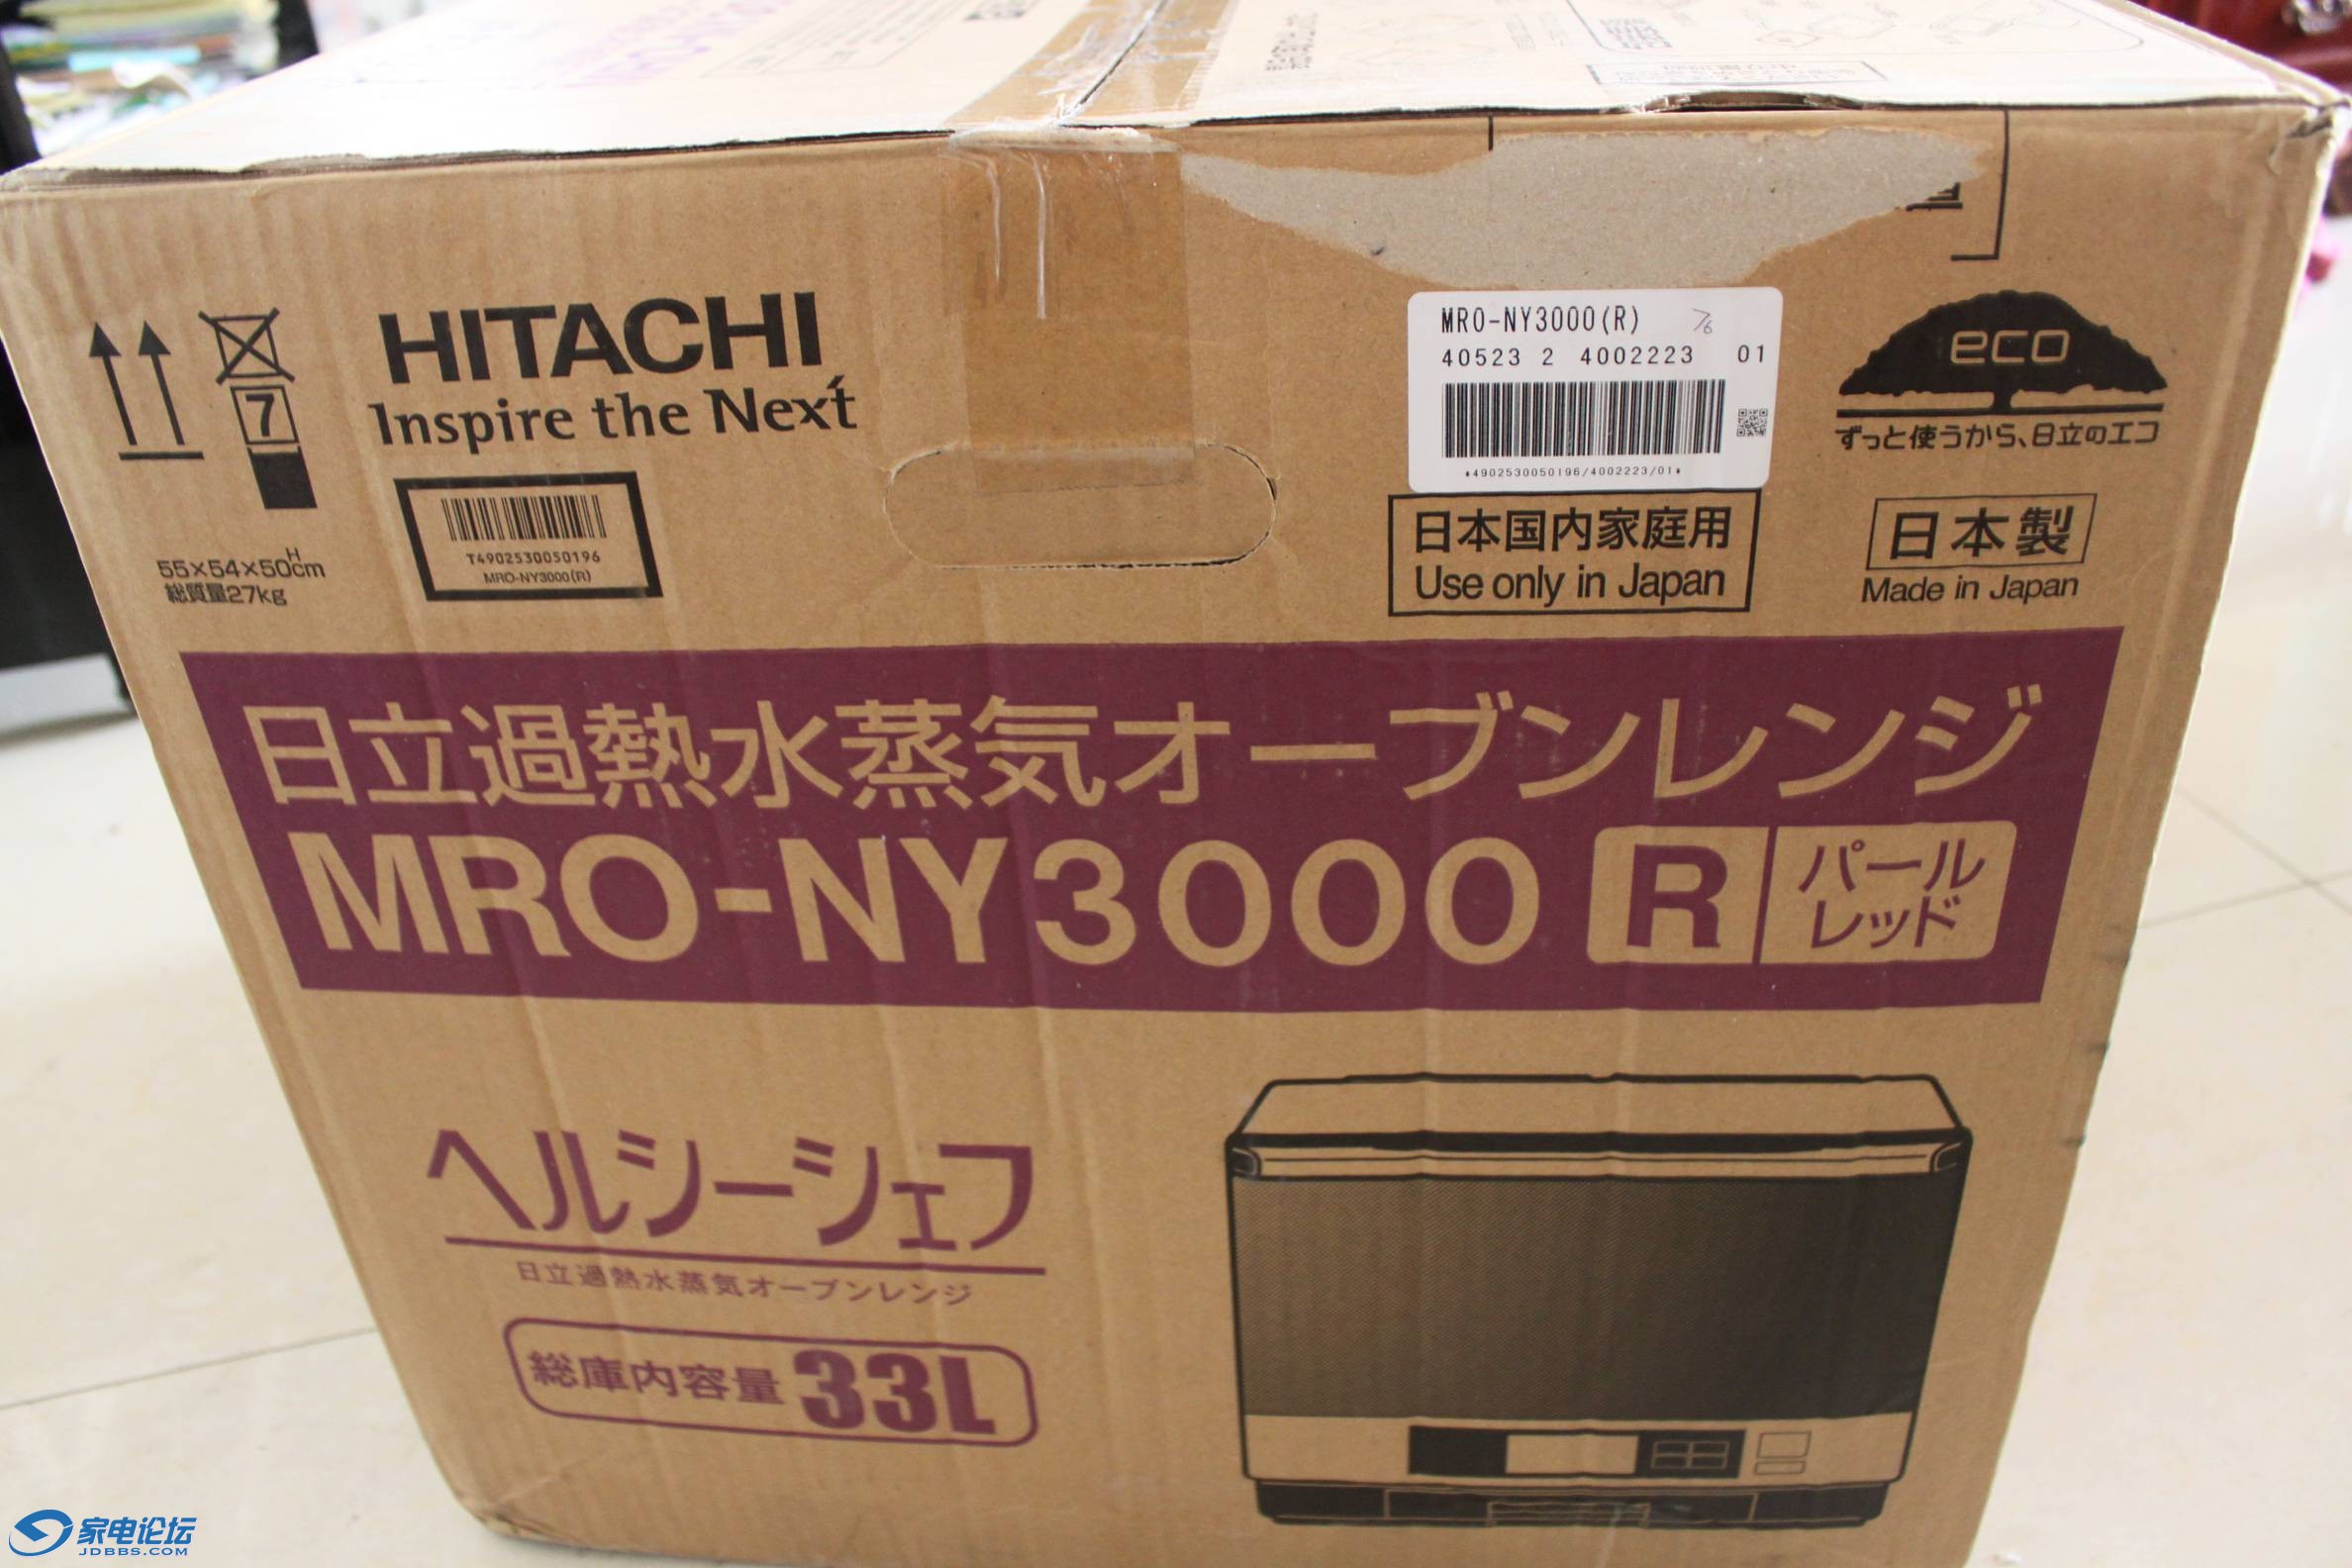 HITACHI
Inspire the Next
7
55×54×50cm
H
総質量27kg
T4902530050196
MRO-NY3000(R)
MRO-NY3000(R)
40523 2 4002223 01
*4902530050196/4002223/01*
eco
ずっと使うから、日立のエコ
日本国内家庭用
Use only in Japan
日本製
Made in Japan
日立過熱水蒸気オーブンレンジ
MRO-NY3000 R パール
レッド
ヘルシーシェフ
日立過熱水蒸気オーブンレンジ
総庫内容量 33L
家电论坛
JDBBS.COM